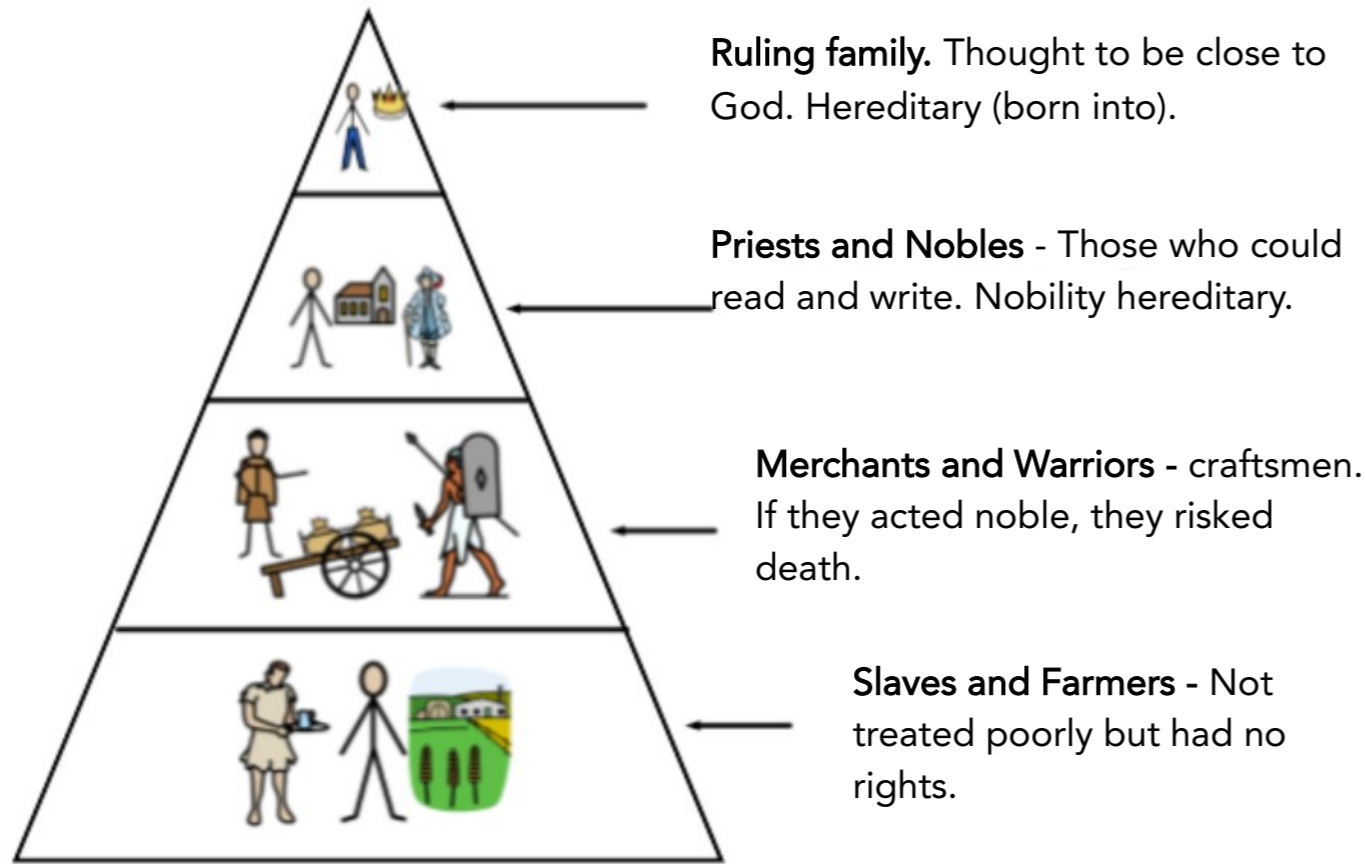 Ruling family. Thought to be close to
God. Hereditary (born into).
Priests and Nobles - Those who could
read and write. Nobility hereditary.
Merchants and Warriors - craftsmen.
If they acted noble, they risked
death.
Slaves and Farmers - Not
treated poorly but had no
rights.